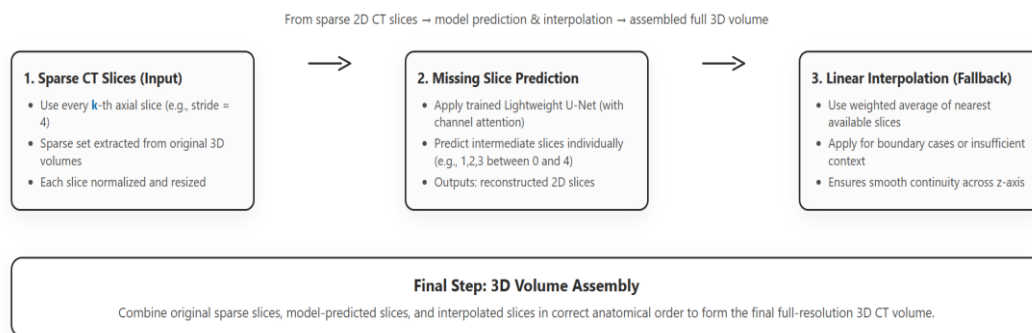 From sparse 2D CT slices → model prediction & interpolation → assembled full 3D volume
1. Sparse CT Slices (Input)
• Use every k-th axial slice (e.g., stride =
4)
• Sparse set extracted from original 3D
volumes
• Each slice normalized and resized
2. Missing Slice Prediction
• Apply trained Lightweight U-Net (with
channel attention)
• Predict intermediate slices individually
(e.g., 1,2,3 between 0 and 4)
• Outputs: reconstructed 2D slices
3. Linear Interpolation (Fallback)
• Use weighted average of nearest
available slices
• Apply for boundary cases or insufficient
context
• Ensures smooth continuity across z-axis
Final Step: 3D Volume Assembly
Combine original sparse slices, model-predicted slices, and interpolated slices in correct anatomical order to form the final full-resolution 3D CT volume.